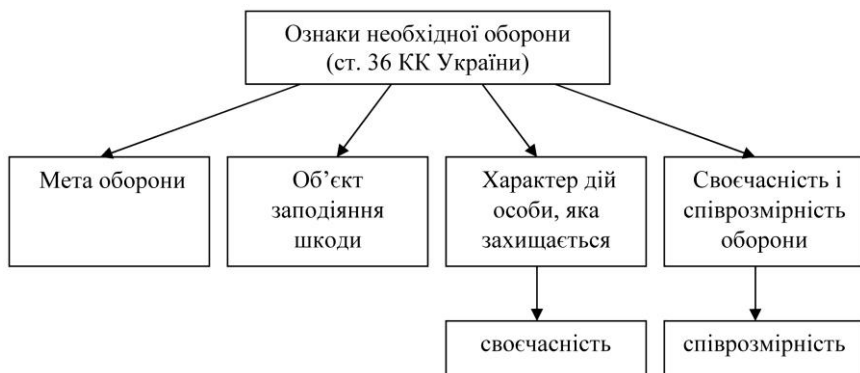 Ознаки необхідної оборони
(ст. 36 КК України)
Мета оборони
Об’єкт
заподіяння
шкоди
Характер дій
особи, яка
захищається
Своєчасність і
співрозмірність
оборони
своєчасність
співрозмірність